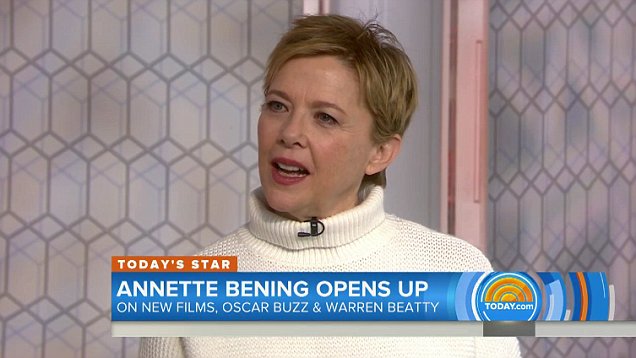 TODAY'S STAR
ANNETTE BENING OPENS UP
ON NEW FILMS, OSCAR BUZZ & WARREN BEATTY
TODAY.com